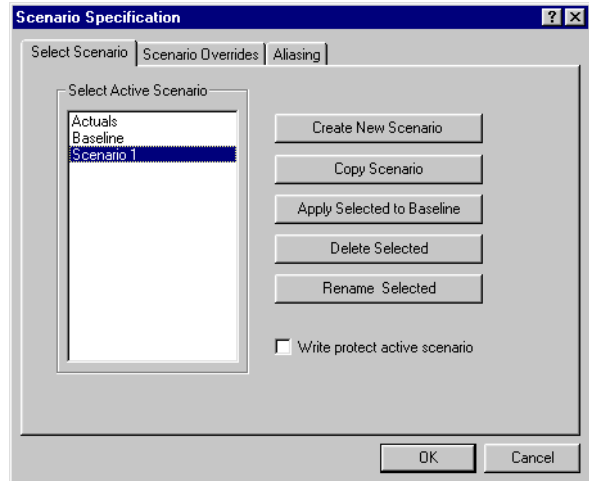 Scenario Specification
Select Scenario
Scenario Overrides
Aliasing
Select Active Scenario
Actuals
Baseline
Scenario 1
Create New Scenario
Copy Scenario
Apply Selected to Baseline
Delete Selected
Rename Selected
Write protect active scenario
OK
Cancel